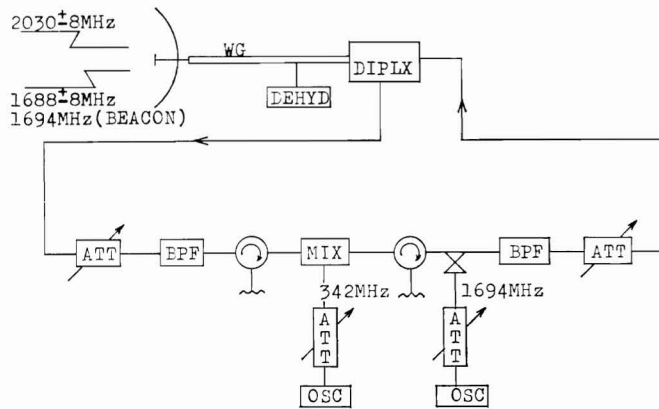 2030±8MHz
WG
DIPLX
DEHYD
1688±8MHz
1694MHz(BEACON)
ATT
BPF
MIX
BPF
ATT
342MHz
1694MHz
ATT
ATT
OSC
OSC